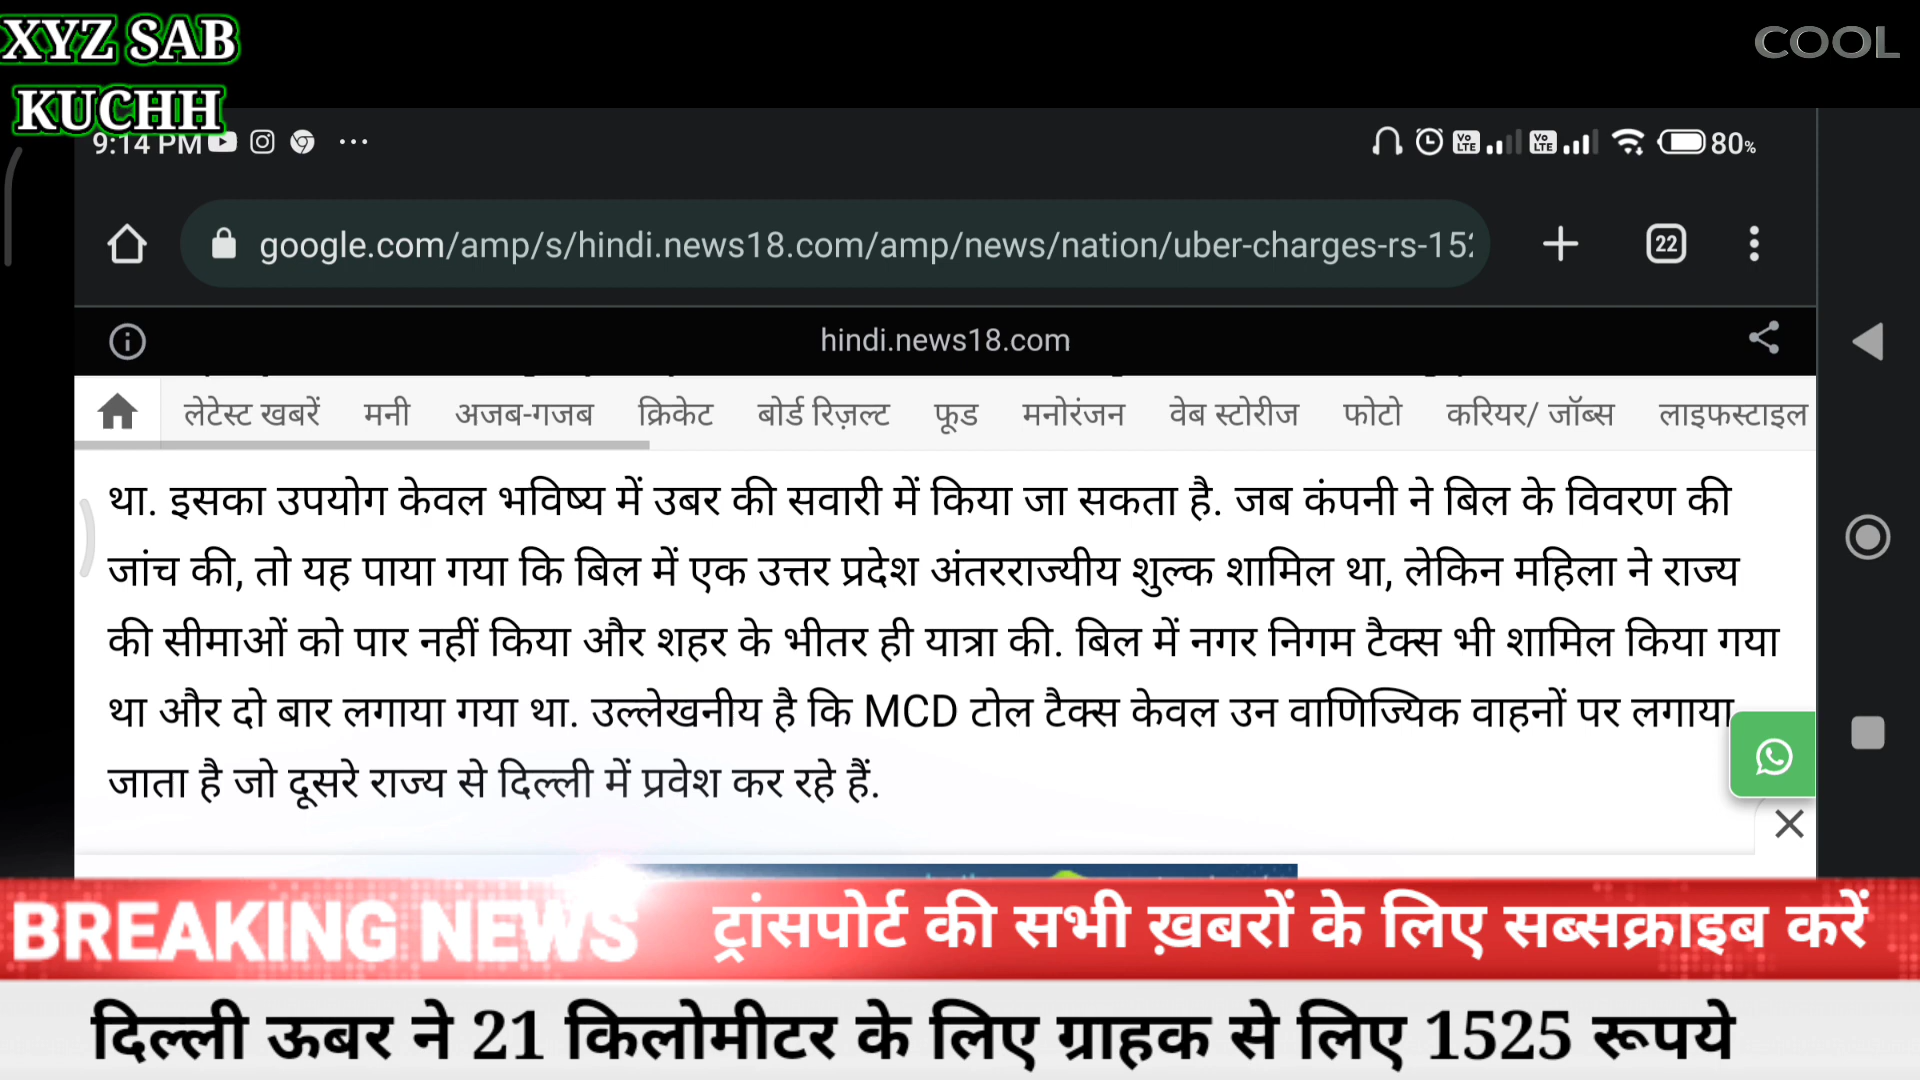 XYZ SAB
KUCHH
COOL
9:14 PM
Vo LTE
Vo LTE
80%
google.com/amp/s/hindi.news18.com/amp/news/nation/uber-charges-rs-15
22
hindi.news18.com
लेटेस्ट खबरें मनी अजब-गजब क्रिकेट बोर्ड रिज़ल्ट फूड मनोरंजन वेब स्टोरीज फोटो करियर/ जॉब्स लाइफस्टाइल
था. इसका उपयोग केवल भविष्य में उबर की सवारी में किया जा सकता है. जब कंपनी ने बिल के विवरण की
जांच की, तो यह पाया गया कि बिल में एक उत्तर प्रदेश अंतरराज्यीय शुल्क शामिल था, लेकिन महिला ने राज्य
की सीमाओं को पार नहीं किया और शहर के भीतर ही यात्रा की. बिल में नगर निगम टैक्स भी शामिल किया गया
था और दो बार लगाया गया था. उल्लेखनीय है कि MCD टोल टैक्स केवल उन वाणिज्यिक वाहनों पर लगाया
जाता है जो दूसरे राज्य से दिल्ली में प्रवेश कर रहे हैं.
BREAKING NEWS ट्रांसपोर्ट की सभी ख़बरों के लिए सब्सक्राइब करें
दिल्ली ऊबर ने 21 किलोमीटर के लिए ग्राहक से लिए 1525 रूपये